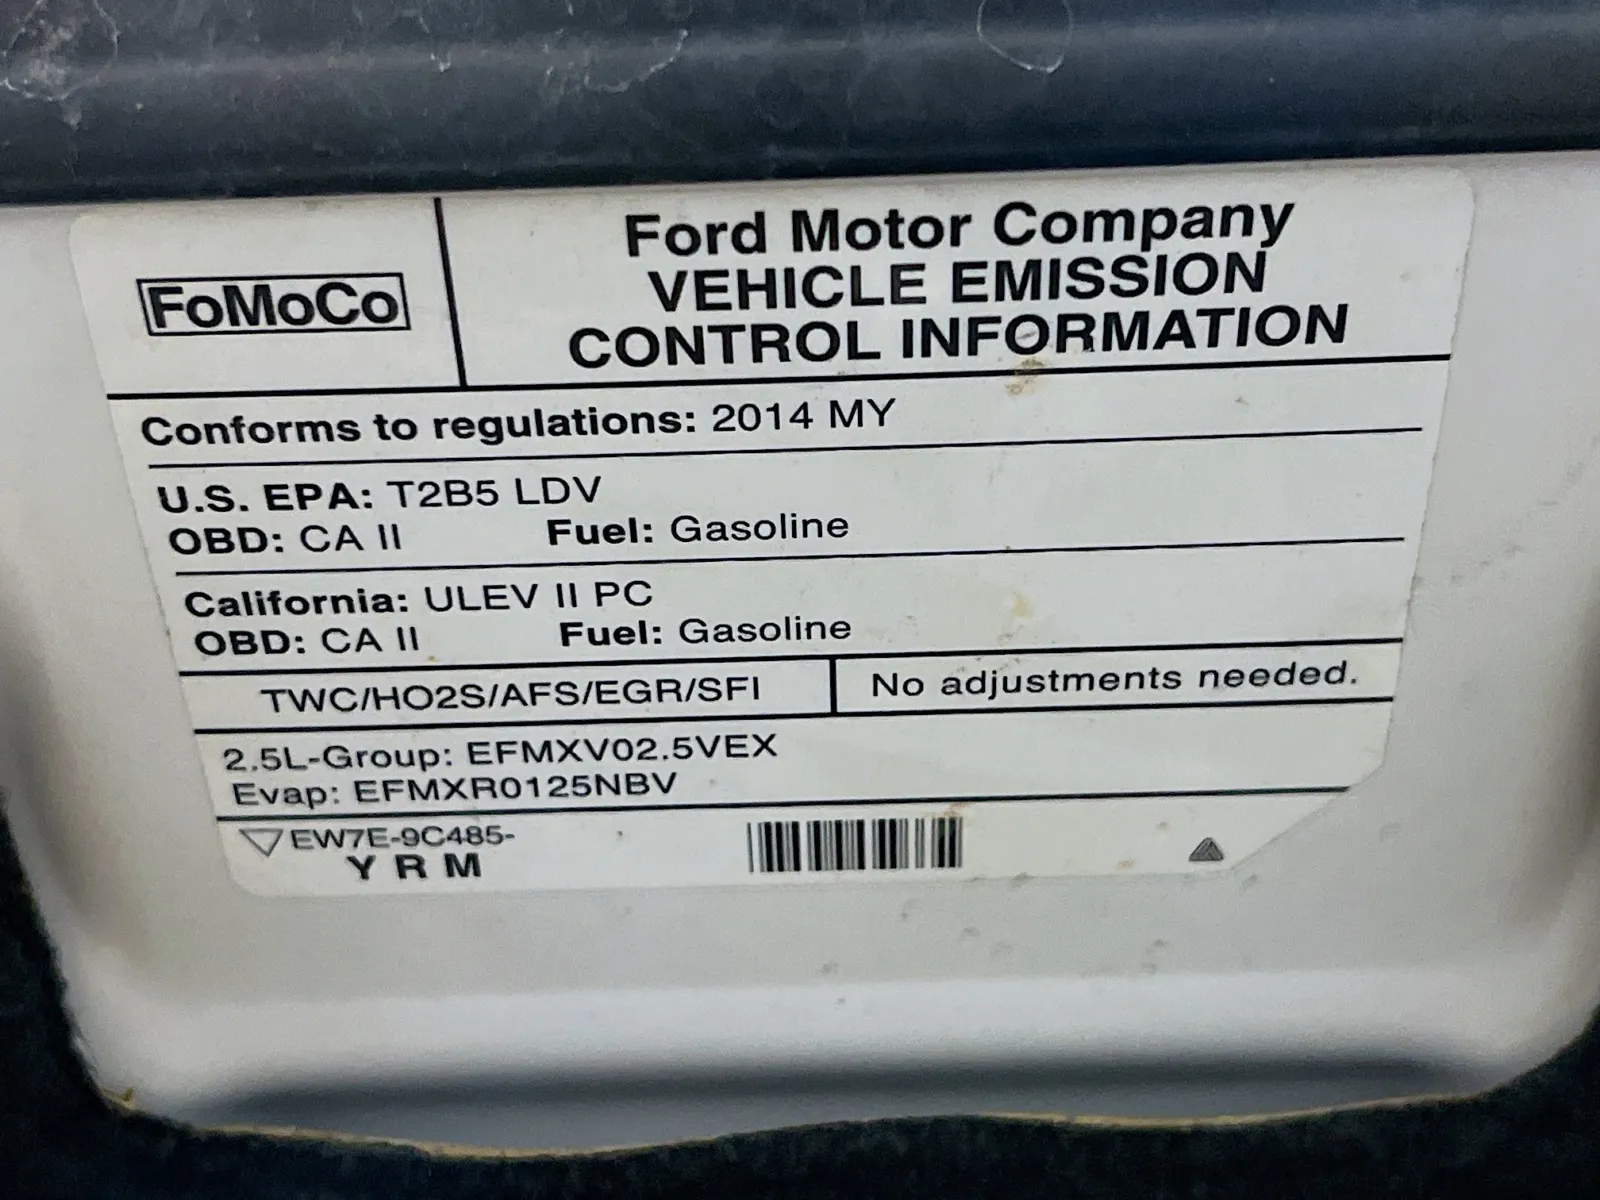 FoMoCo
Ford Motor Company
VEHICLE EMISSION
CONTROL INFORMATION
Conforms to regulations: 2014 MY
U.S. EPA: T2B5 LDV
OBD: CA II Fuel: Gasoline
California: ULEV II PC
OBD: CA II Fuel: Gasoline
TWC/HO2S/AFS/EGR/SFI No adjustments needed.
2.5L-Group: EFMXV02.5VEX
Evap: EFMXR0125NBV
EW7E-9C485-
Y R M